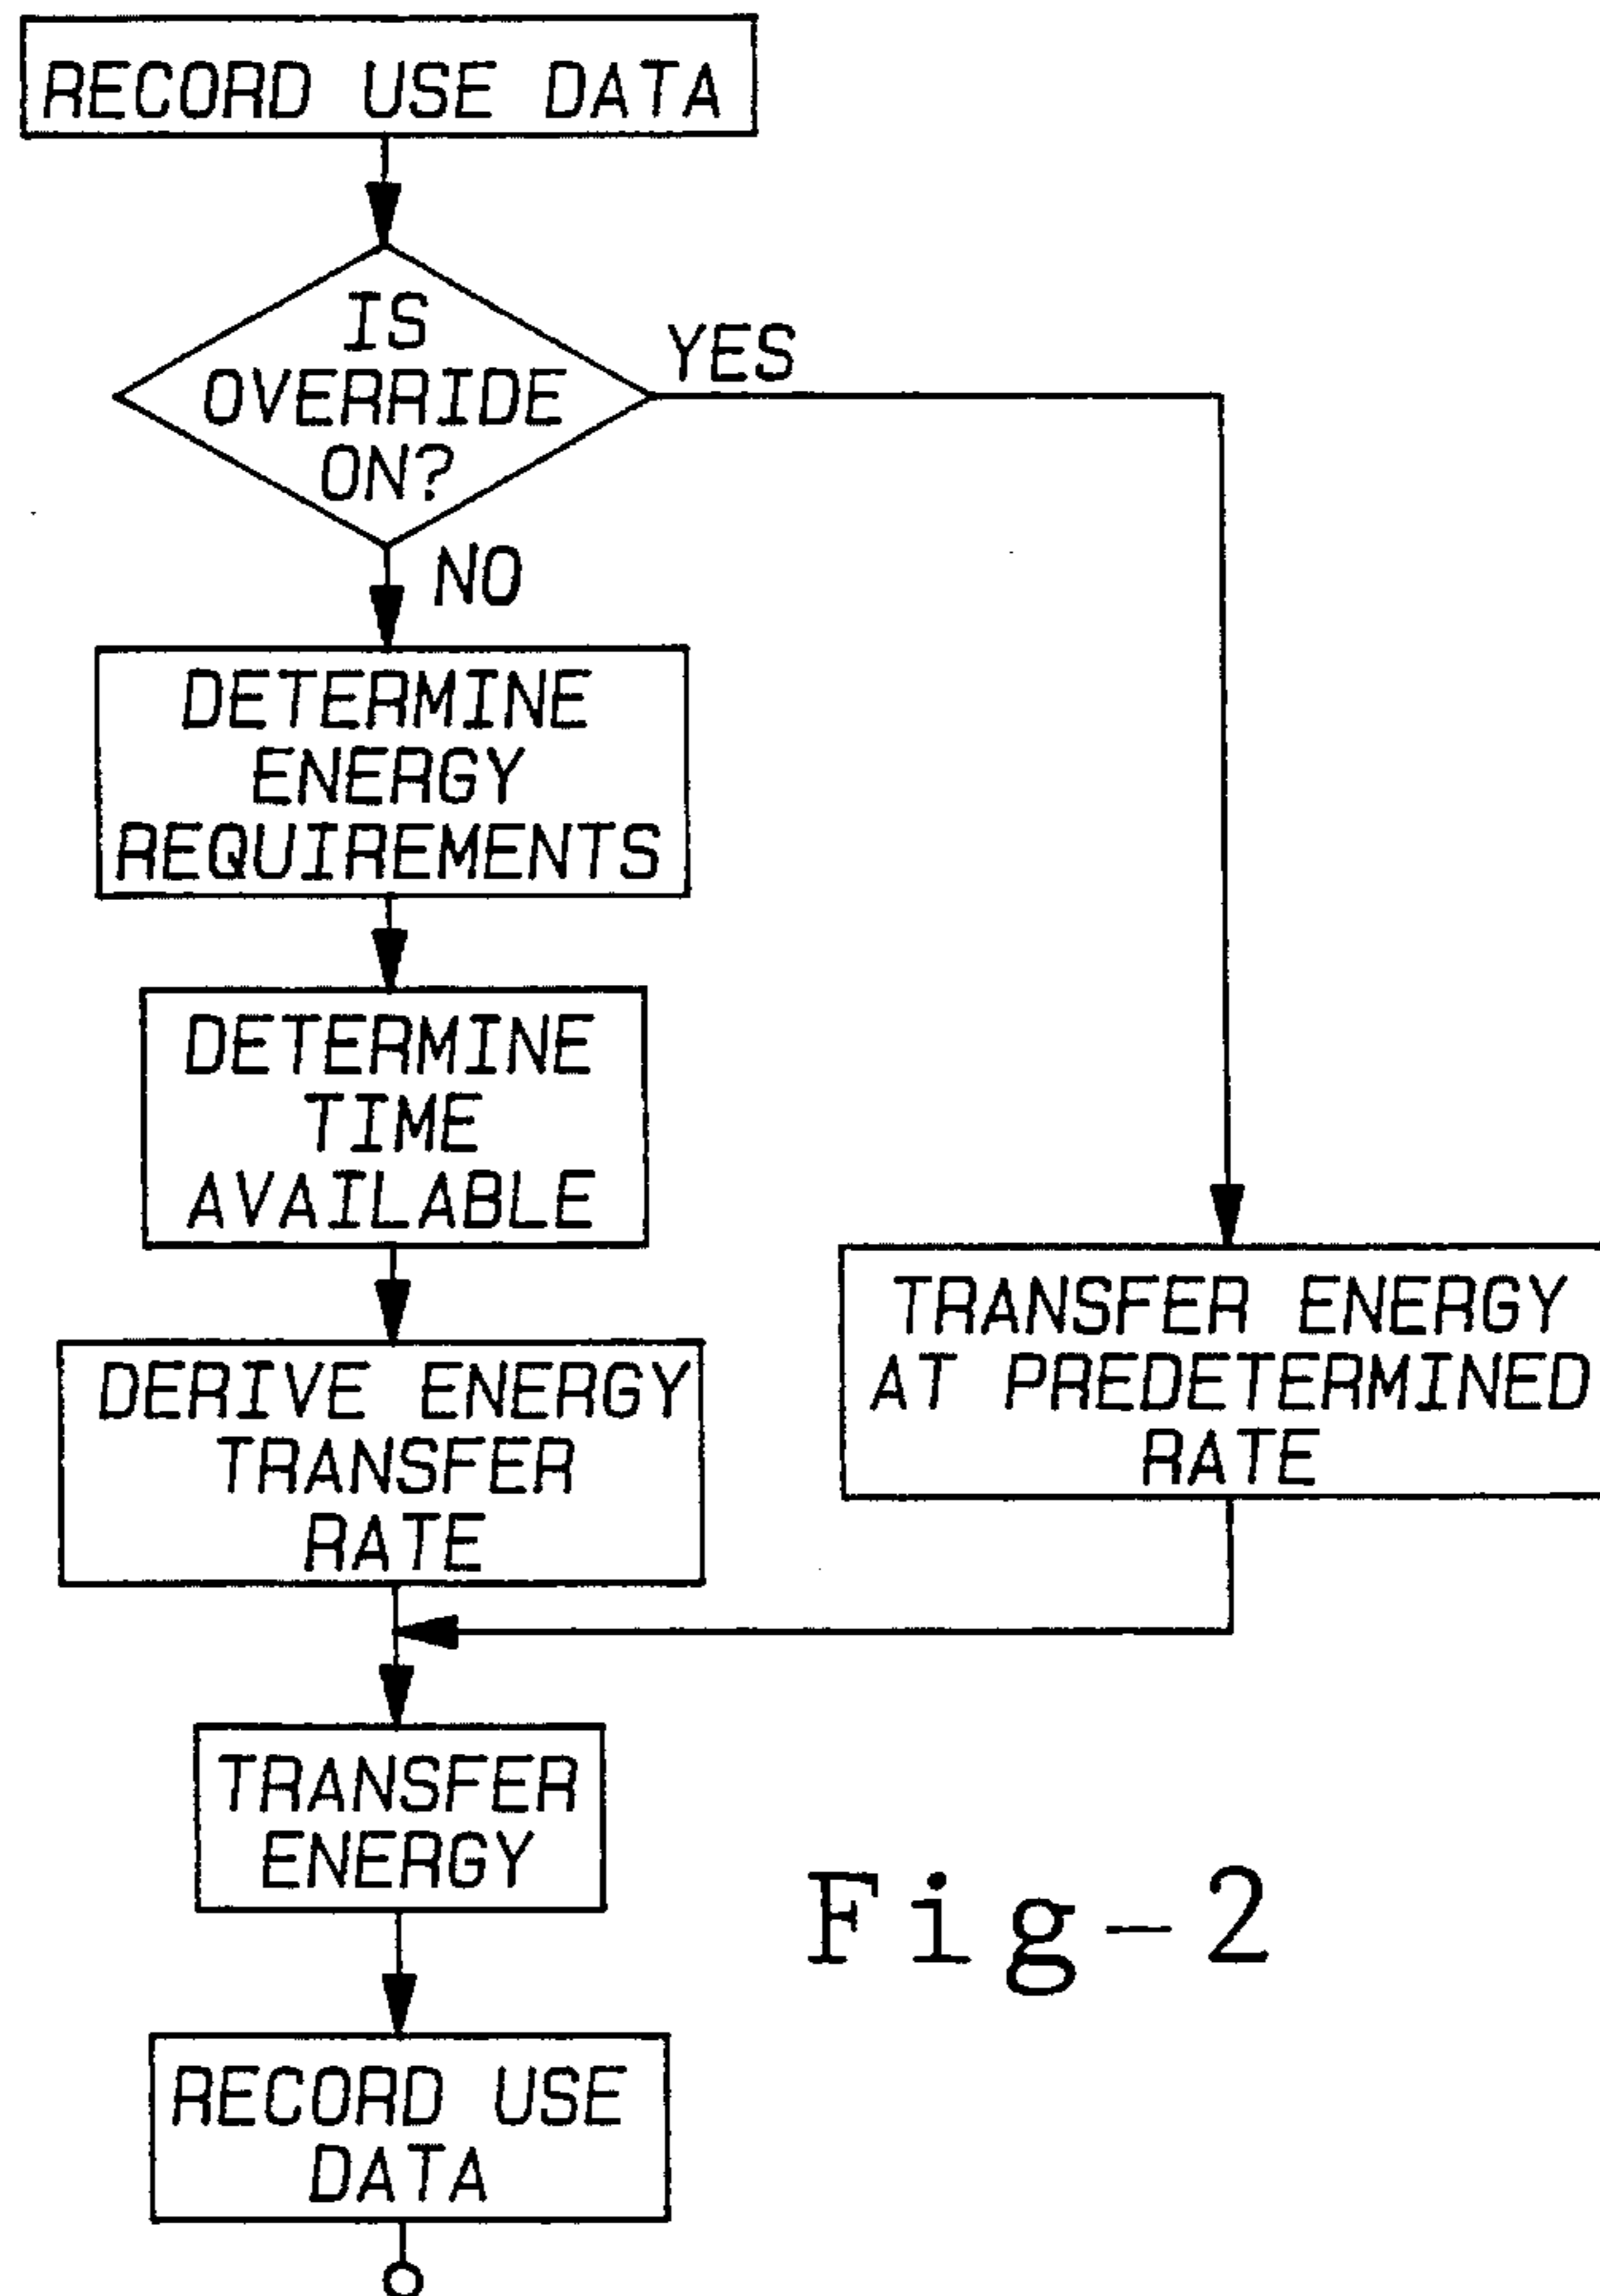 RECORD USE DATA
IS
OVERRIDE
ON?
YES
NO
DETERMINE
ENERGY
REQUIREMENTS
DETERMINE
TIME
AVAILABLE
DERIVE ENERGY
TRANSFER
RATE
TRANSFER ENERGY
AT PREDETERMINED
RATE
TRANSFER
ENERGY
RECORD USE
DATA
Fig-2